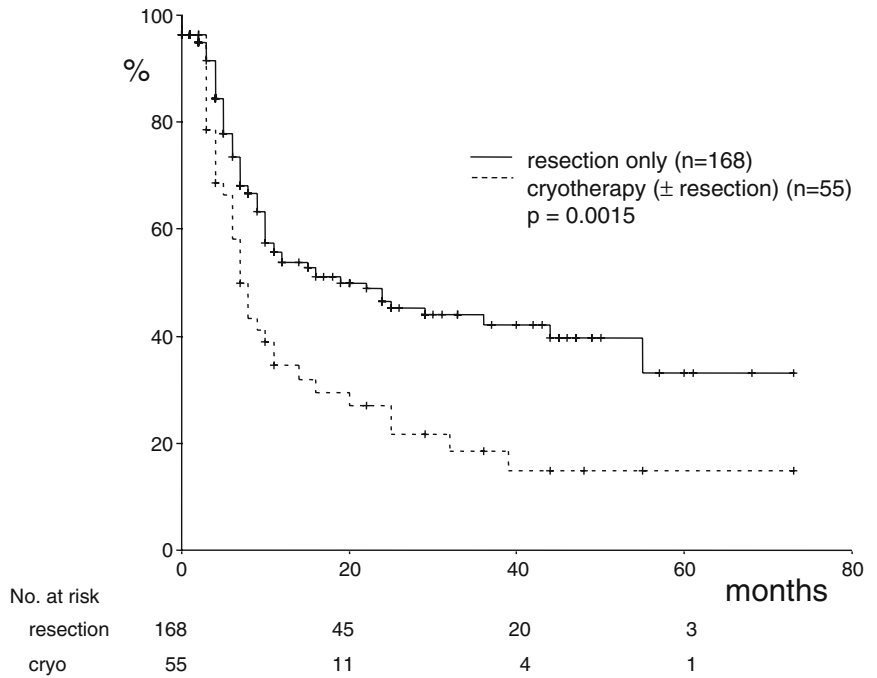 100
%
80
60
40
20
0
resection only (n=168)
cryotherapy (± resection) (n=55)
p = 0.0015
0 20 40 60 80
months
No. at risk
resection 168 45 20 3
cryo 55 11 4 1